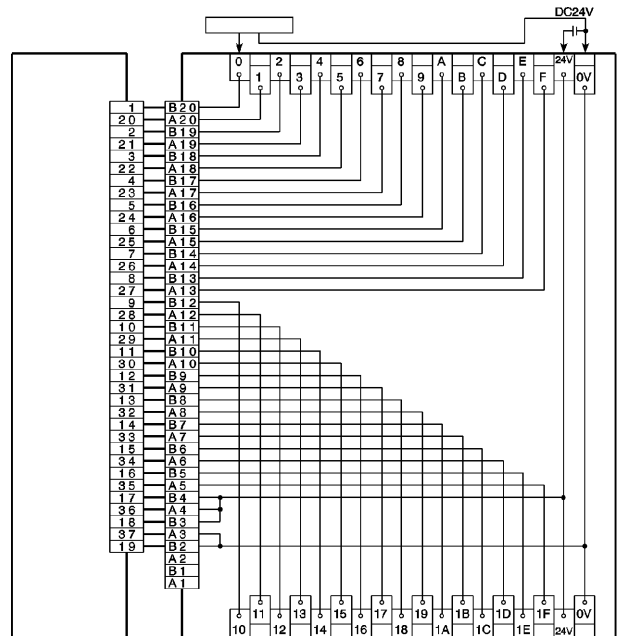 DC24V
0 2 4 6 8 A C 24V E
1 3 5 7 9 B D F 0V
1 B20
20 A20
2 B19
21 A19
3 B18
22 A18
4 B17
23 A17
5 B16
24 A16
6 B15
25 A15
7 B14
26 A14
8 B13
27 A13
9 B12
28 A12
10 B11
29 A11
11 B10
30 A10
12 B9
31 A9
13 B8
32 A8
14 B7
33 A7
15 B6
34 A6
16 B5
35 A5
17 B4
36 A4
18 B3
37 A3
19 B2
A2
B1
A1
11 13 15 17 19 1B 1D 1F 0V
10 12 14 16 18 1A 1C 1E 24V